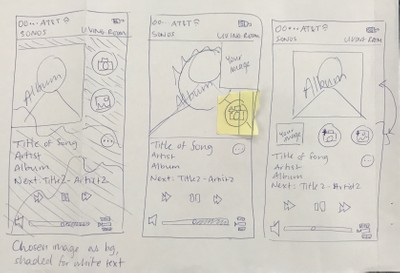 OO... AT&T
SONOS LIVING ROOM
Album
Title of Song
Artist
Album
Next: Title2 - Artist2
Chosen image as bg,
shaded for white text
OO... AT&T
SONOS LIVING ROOM
Your
image
Album
Title of Song
Artist
Album
Next: Title2 - Artist2
OO... AT&T
SONOS LIVING ROOM
Album
Your
image
Title of Song
Artist
Album
Next: Title2 - Artist2